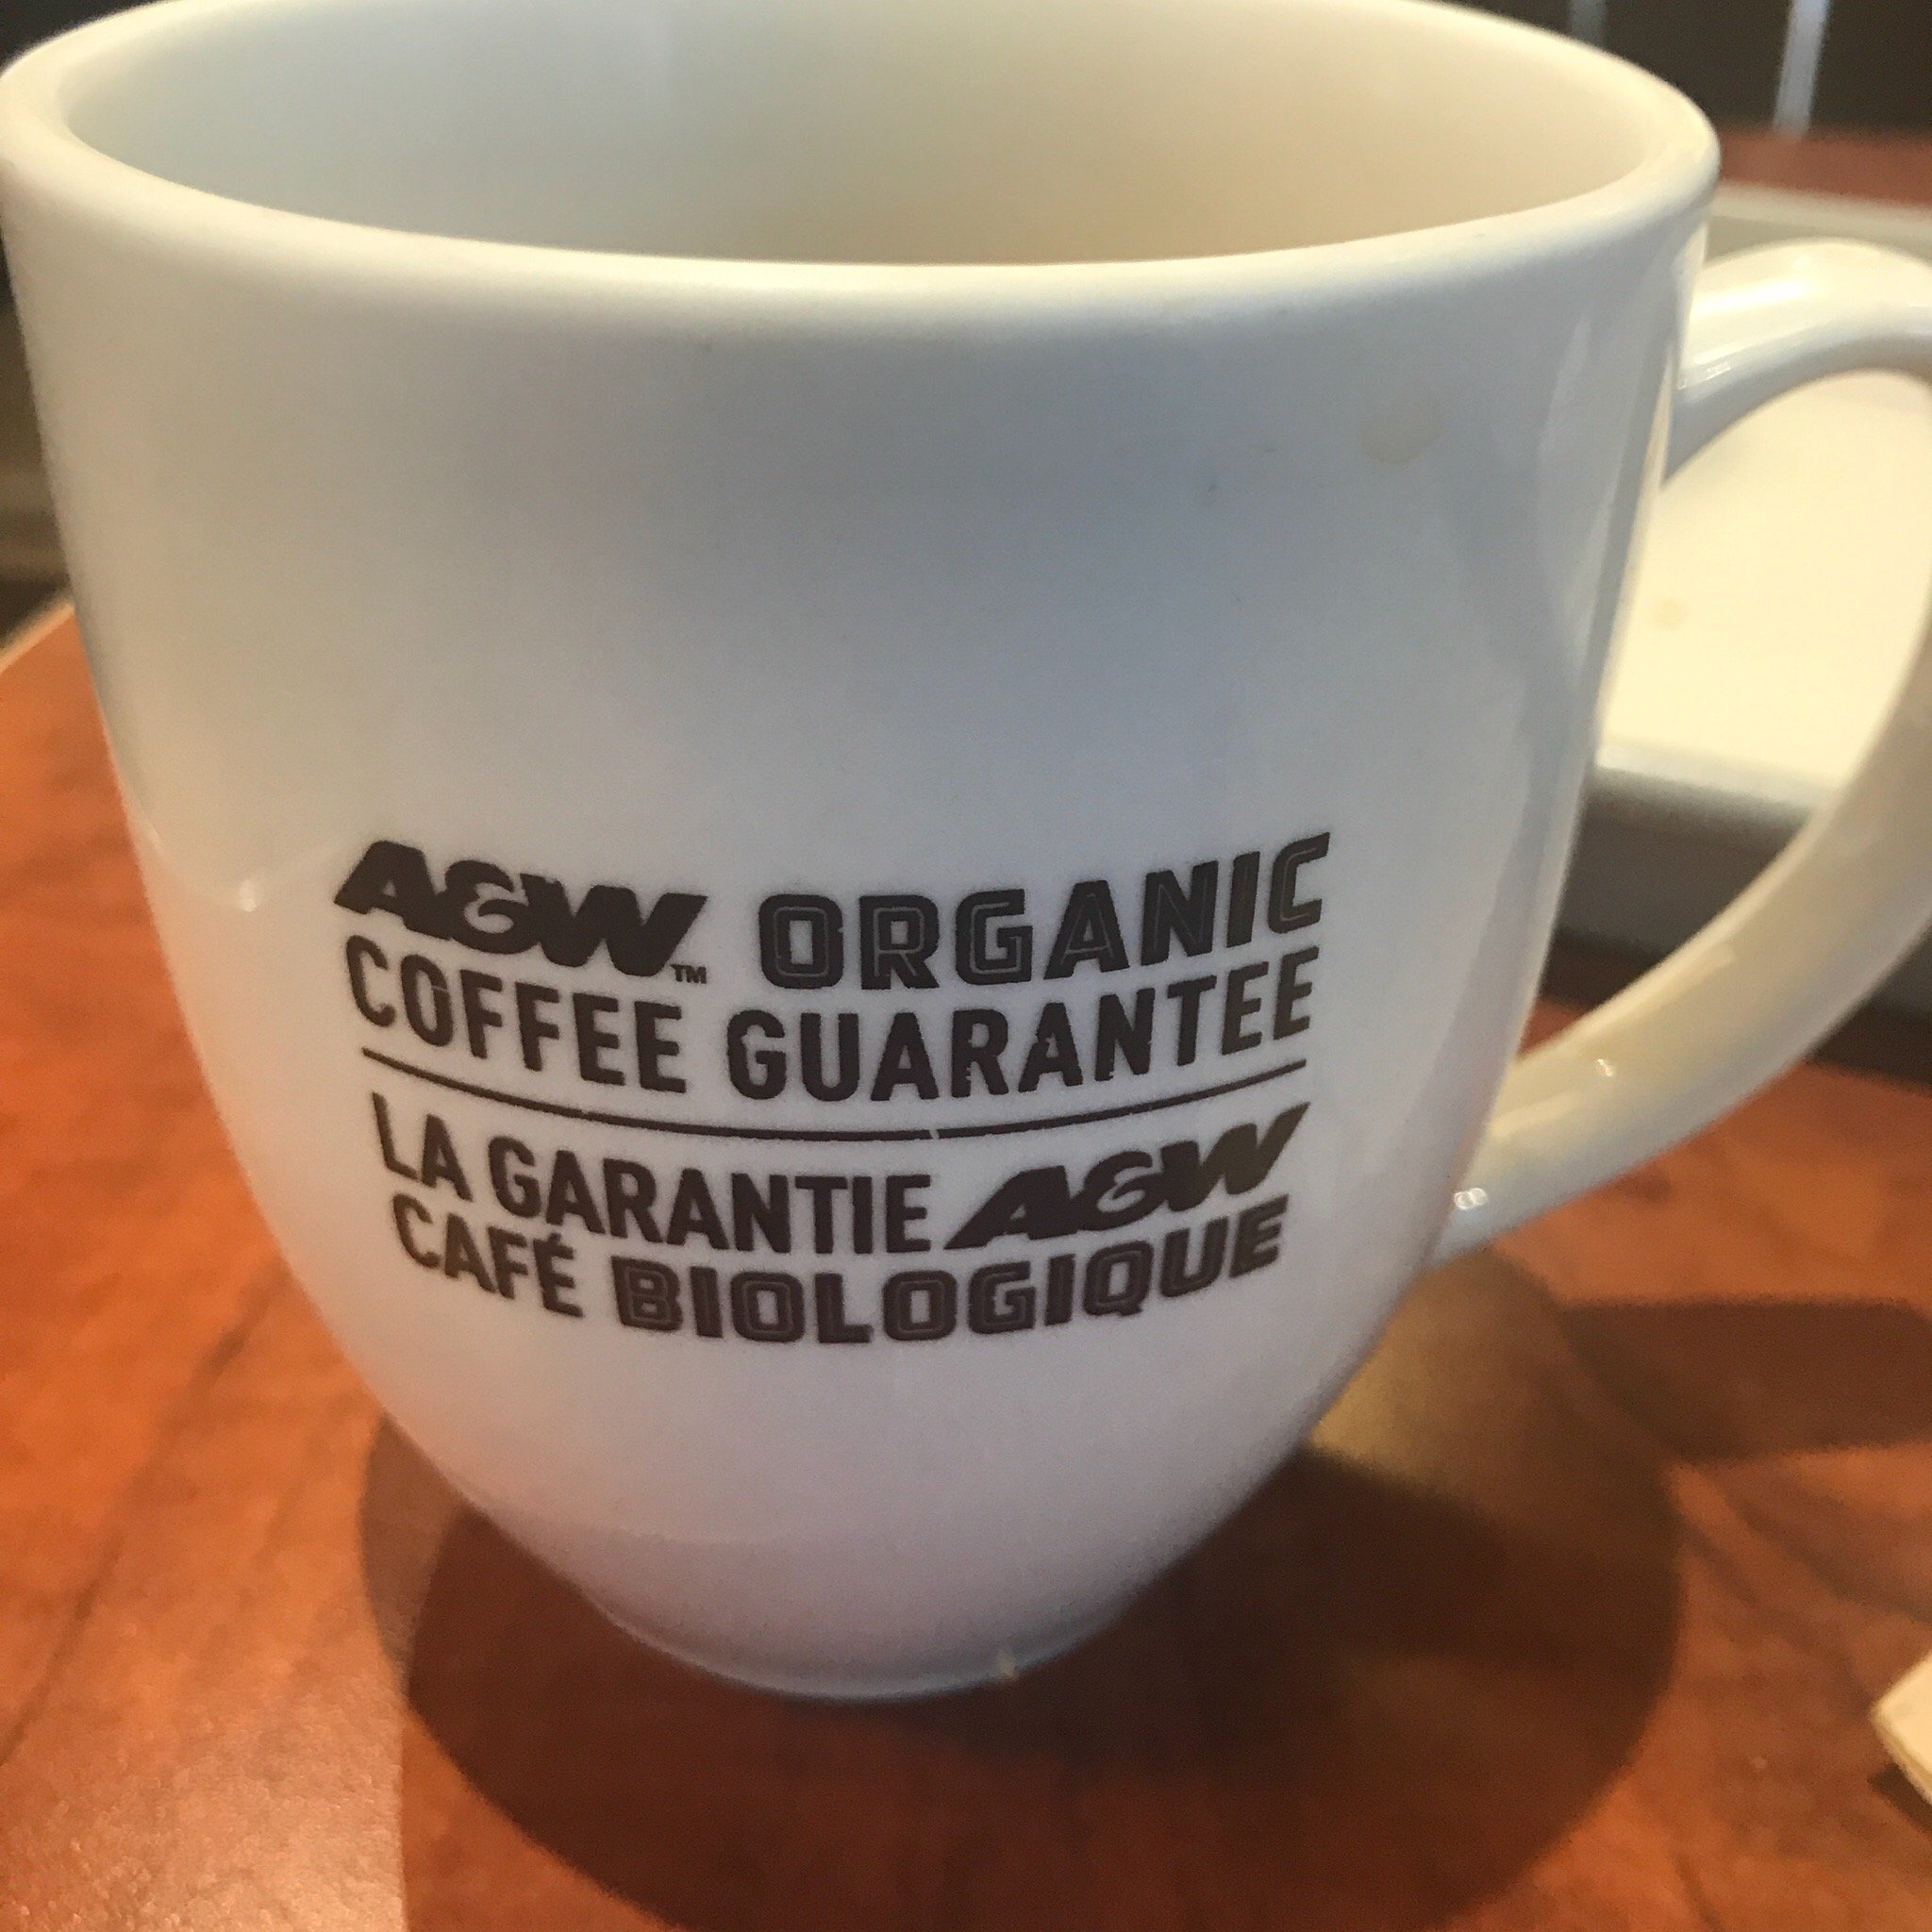 A&W™ ORGANIC
COFFEE GUARANTEE
LA GARANTIE A&W
CAFÉ BIOLOGIQUE